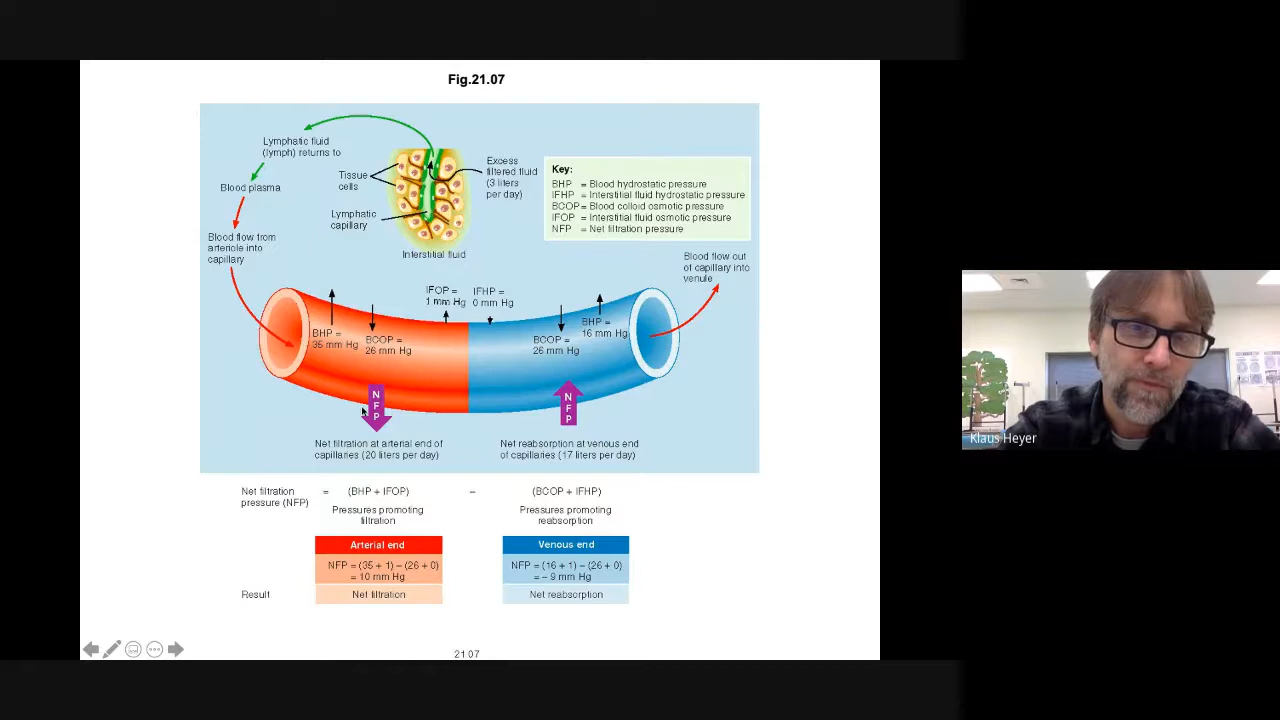 Fig.21.07
Lymphatic fluid
(lymph) returns to
Blood plasma
Blood flow from
arteriole into
capillary
Tissue
cells
Lymphatic
capillary
Interstitial fluid
Excess
filtered fluid
(3 liters
per day)
Key:
BHP = Blood hydrostatic pressure
IFHP = Interstitial fluid hydrostatic pressure
BCOP = Blood colloid osmotic pressure
IFOP = Interstitial fluid osmotic pressure
NFP = Net filtration pressure
Blood flow out
of capillary into
venule
BHP =
35 mm Hg
BCOP =
26 mm Hg
IFOP =
1 mm Hg
IFHP =
0 mm Hg
BCOP =
26 mm Hg
BHP =
16 mm Hg
NFP
NFP
Net filtration at arterial end of
capillaries (20 liters per day)
Net reabsorption at venous end
of capillaries (17 liters per day)
Net filtration
pressure (NFP)
= (BHP + IFOP) – (BCOP + IFHP)
Pressures promoting
filtration
Pressures promoting
reabsorption
Arterial end
NFP = (35 + 1) – (26 + 0)
= 10 mm Hg
Venous end
NFP = (16 + 1) – (26 + 0)
= – 9 mm Hg
Result
Net filtration
Net reabsorption
21 07
Klaus Heyer